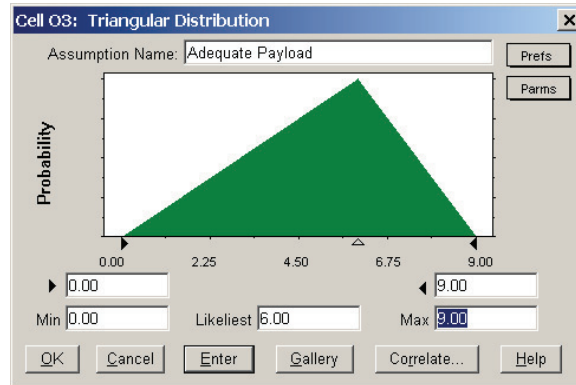 Cell O3: Triangular Distribution
Assumption Name: Adequate Payload
Prefs
Parms
Probability
0.00 2.25 4.50 6.75 9.00
0.00 9.00
Min 0.00 Likeliest 6.00 Max 9.00
OK Cancel Enter Gallery Correlate... Help